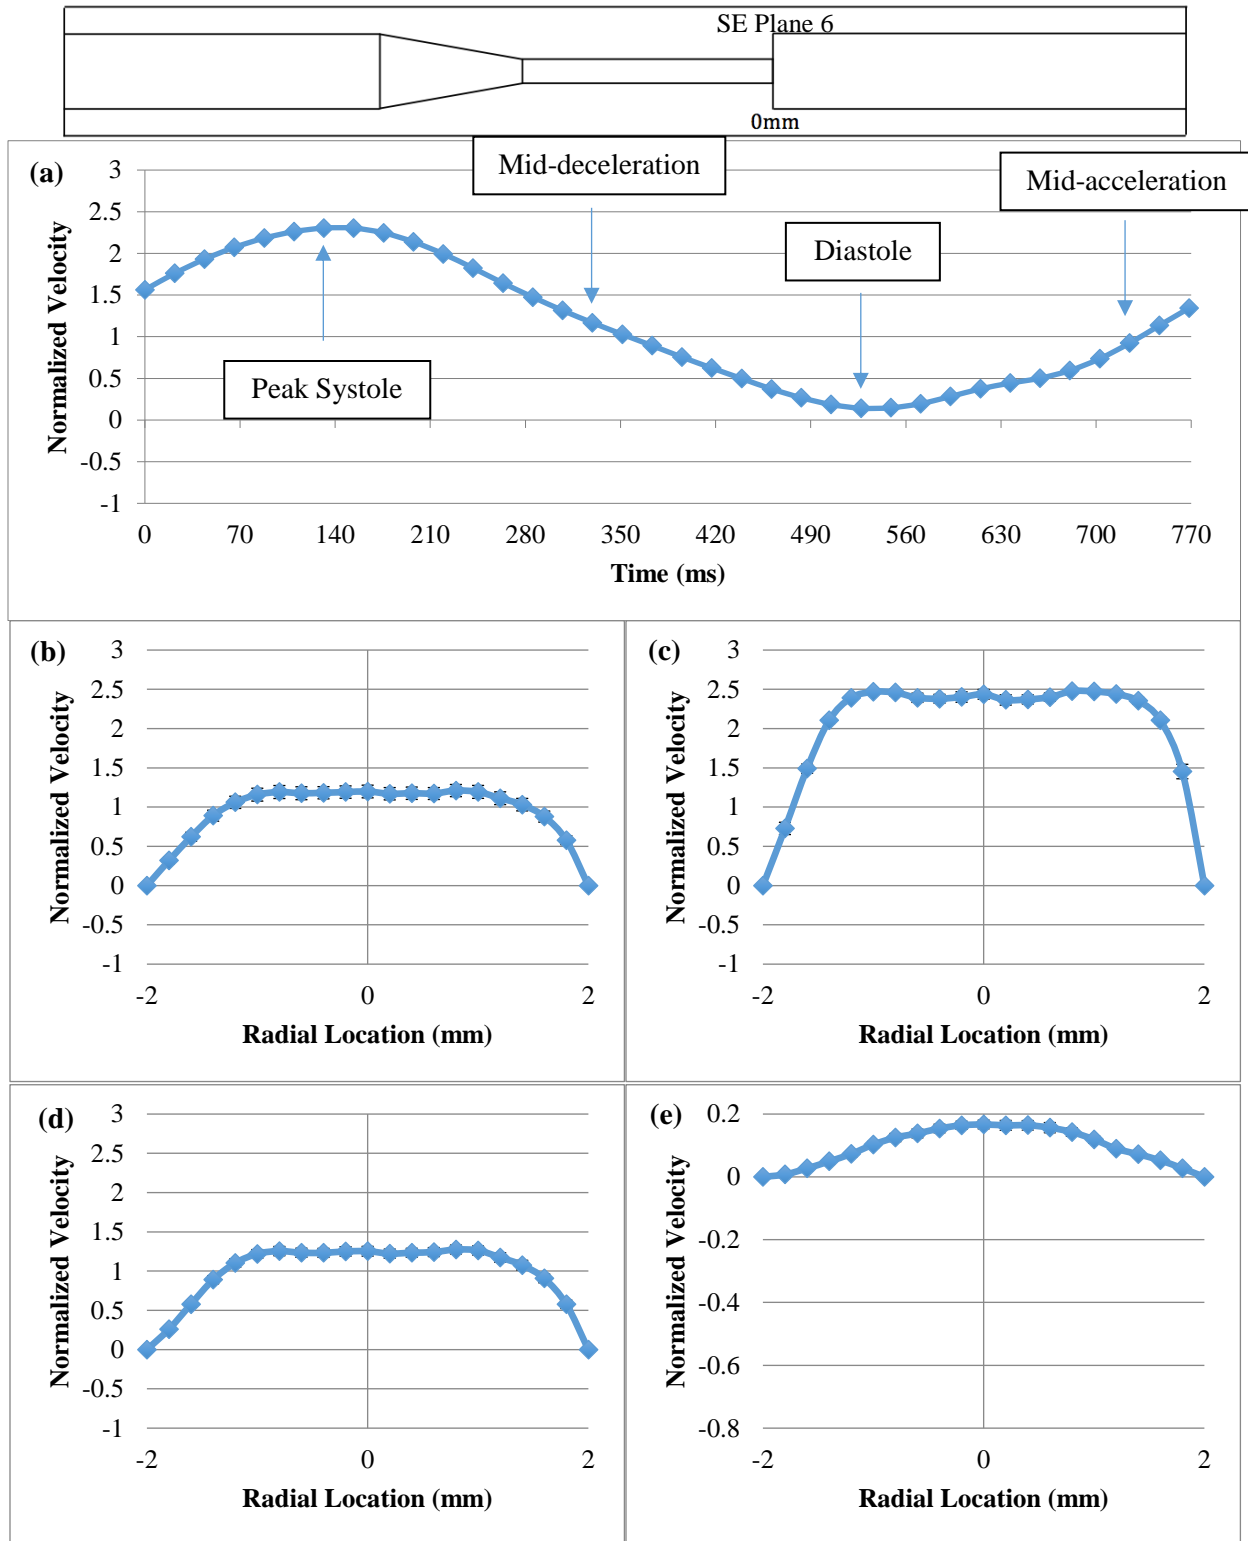 SE Plane 6
0mm
(a)
Mid-deceleration
Mid-acceleration
Diastole
Peak Systole
Normalized Velocity
3
2.5
2
1.5
1
0.5
0
-0.5
-1
0 70 140 210 280 350 420 490 560 630 700 770
Time (ms)
(b)
Normalized Velocity
3
2.5
2
1.5
1
0.5
0
-0.5
-1
-2 0 2
Radial Location (mm)
(c)
Normalized Velocity
3
2.5
2
1.5
1
0.5
0
-0.5
-1
-2 0 2
Radial Location (mm)
(d)
Normalized Velocity
3
2.5
2
1.5
1
0.5
0
-0.5
-1
-2 0 2
Radial Location (mm)
(e)
Normalized Velocity
0.2
0
-0.2
-0.4
-0.6
-0.8
-2 0 2
Radial Location (mm)